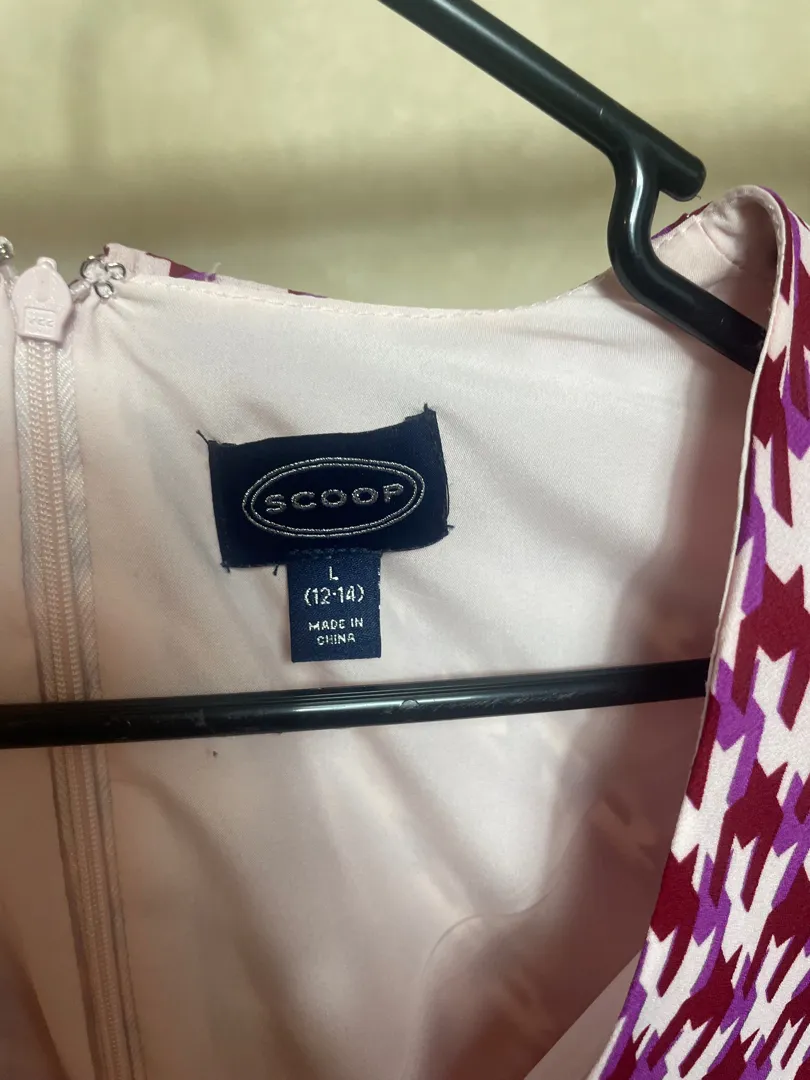 SCOOP
L
(12-14)
MADE IN
CHINA